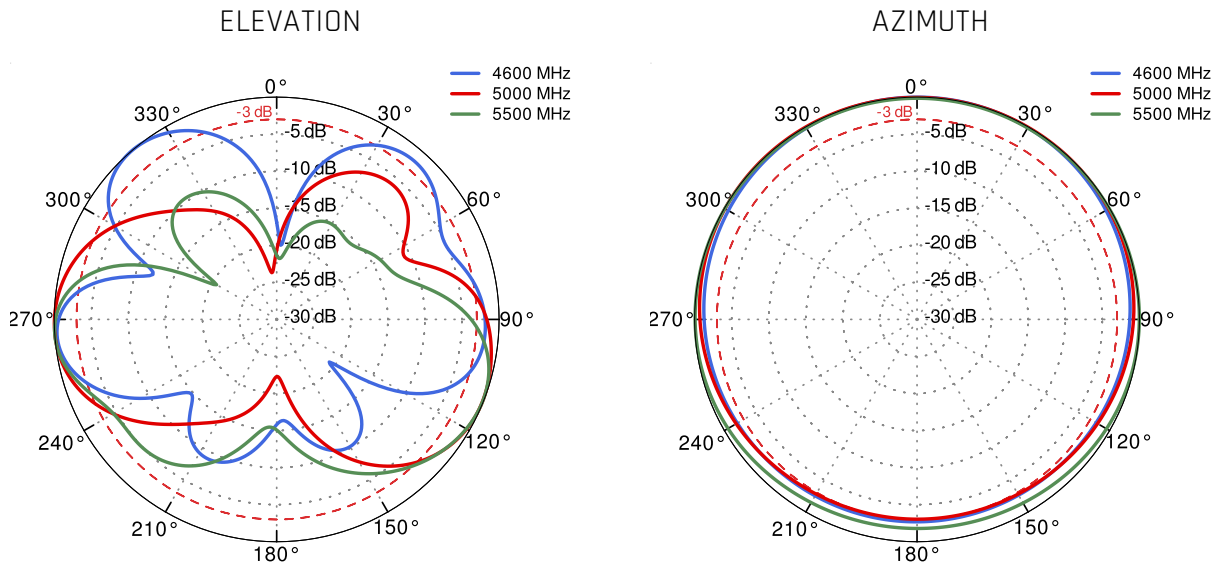 ELEVATION
4600 MHz
5000 MHz
5500 MHz
0°
30°
60°
90°
120°
150°
180°
210°
240°
270°
300°
330°
-3 dB
-5 dB
-10 dB
-15 dB
-20 dB
-25 dB
-30 dB
AZIMUTH
4600 MHz
5000 MHz
5500 MHz
0°
30°
60°
90°
120°
150°
180°
210°
240°
270°
300°
330°
-3 dB
-5 dB
-10 dB
-15 dB
-20 dB
-25 dB
-30 dB